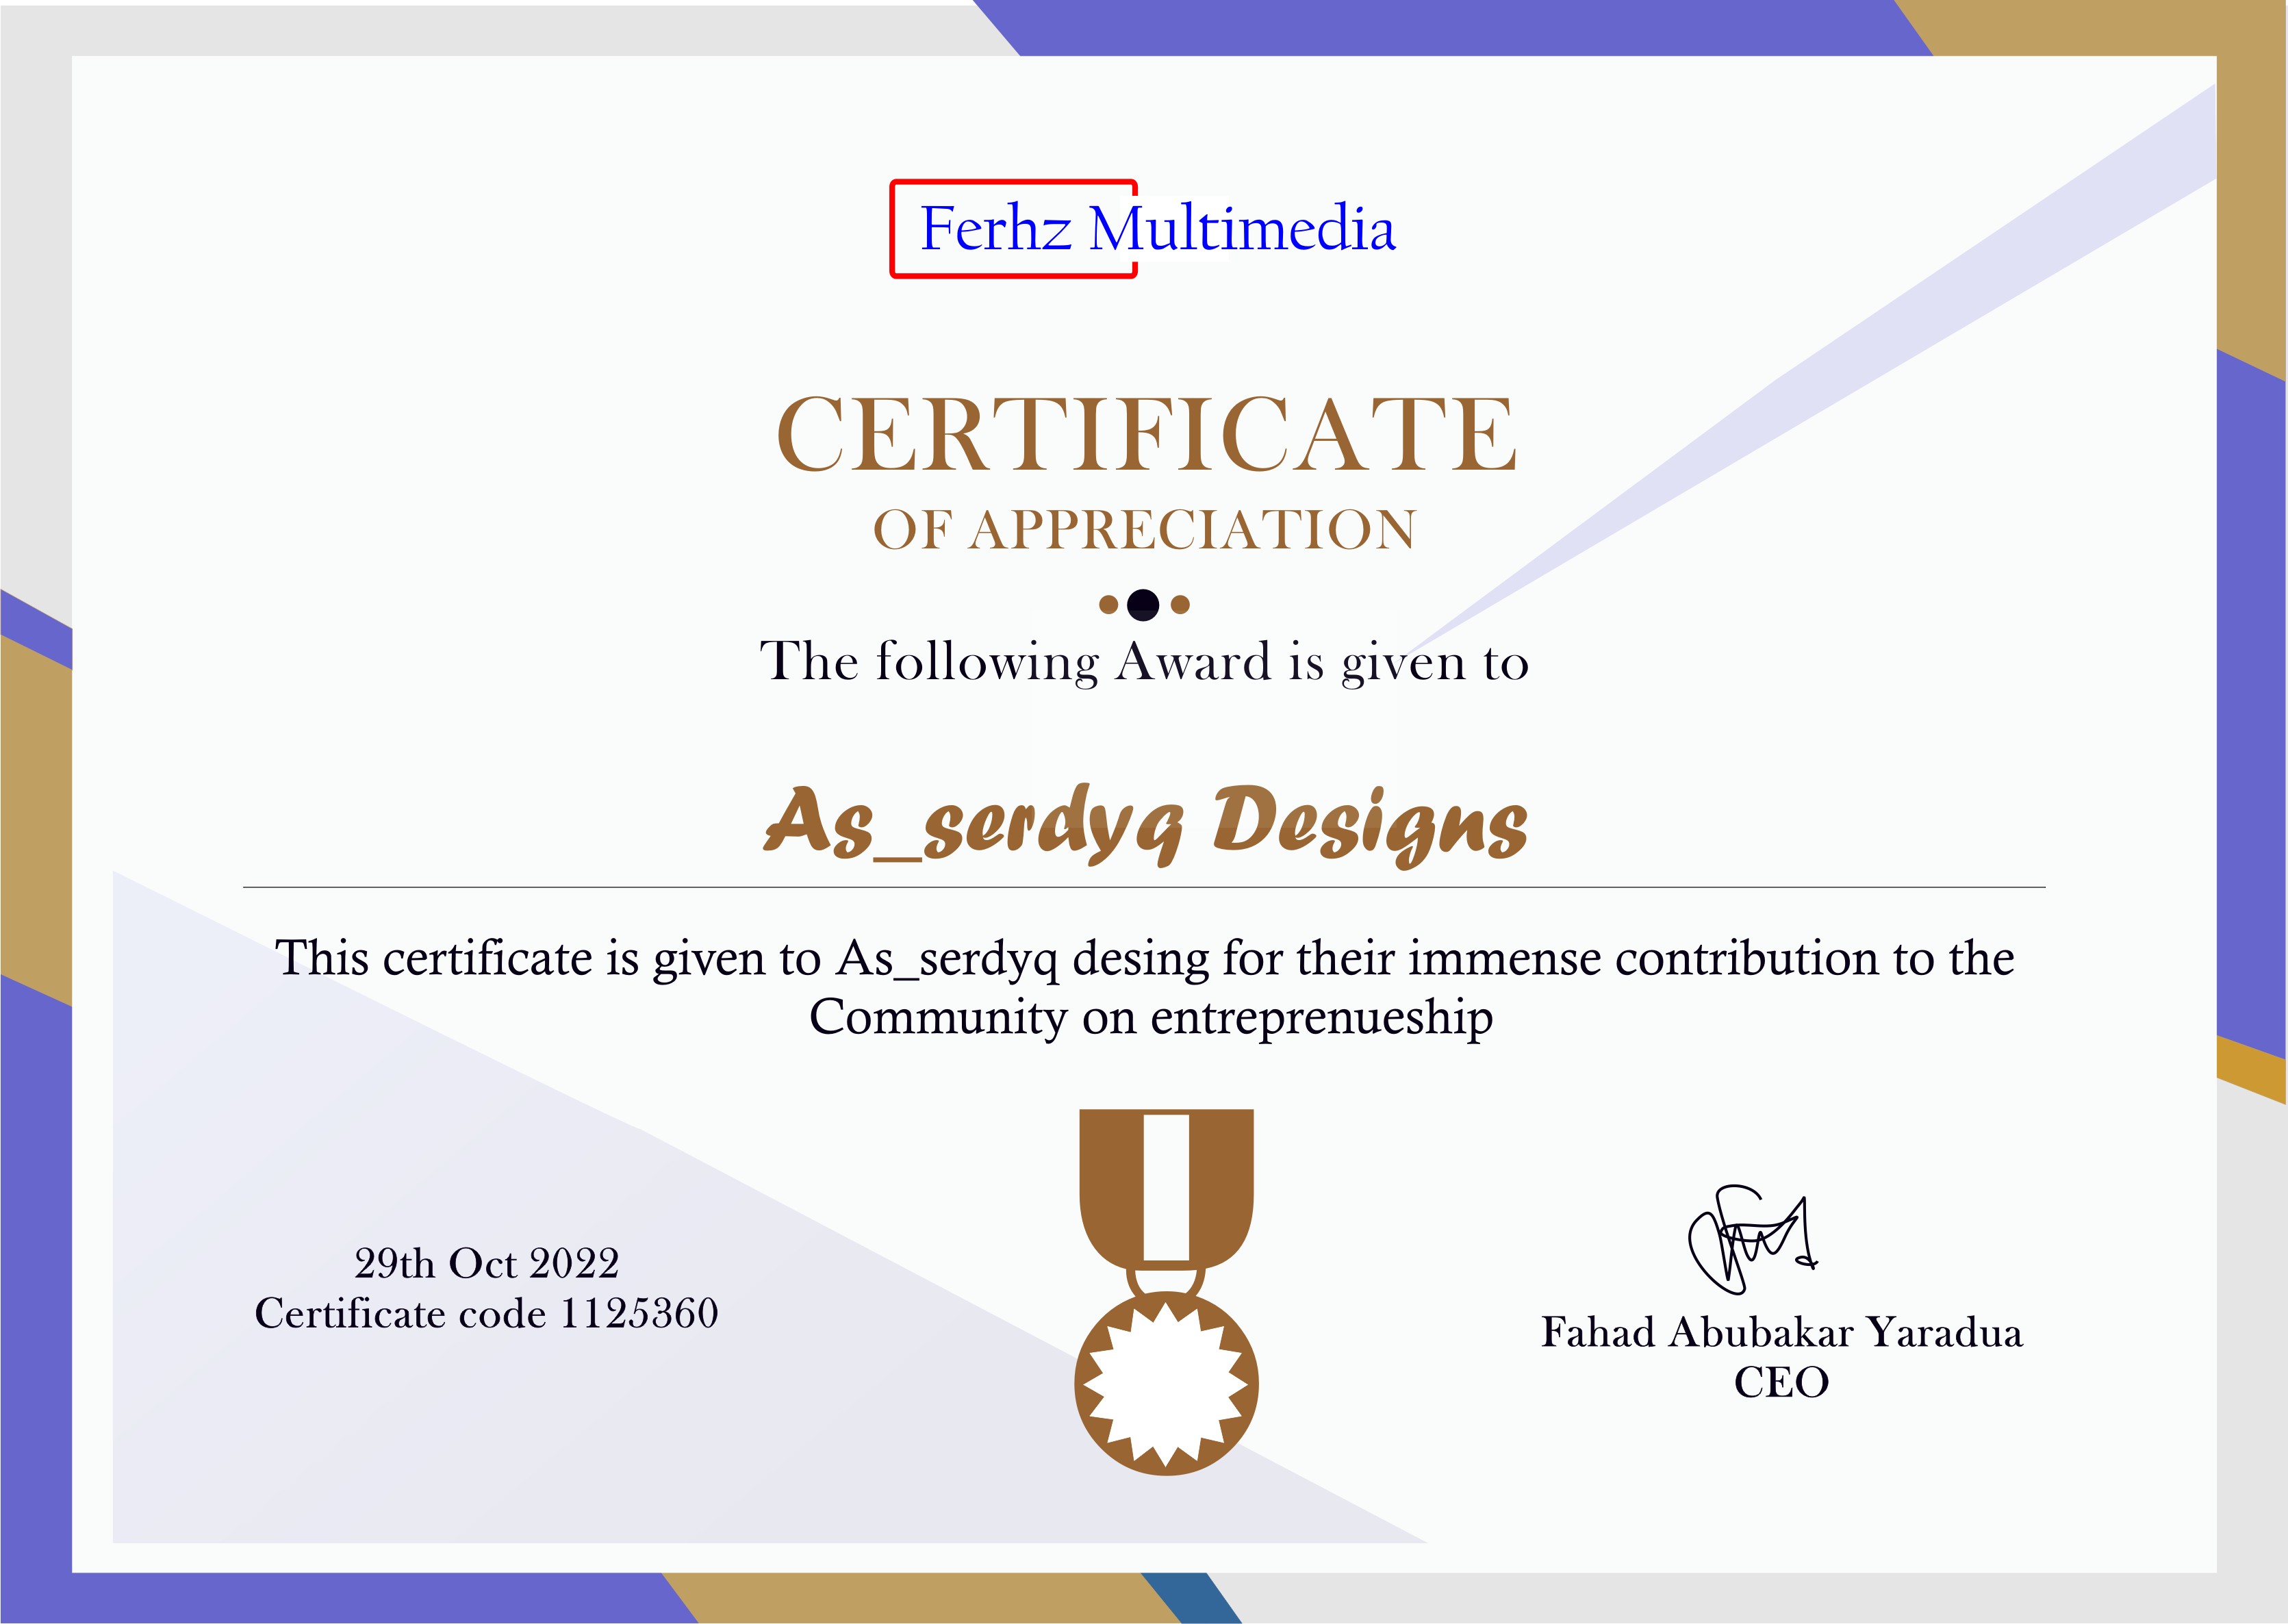 Ferhz Multimedia
CERTIFICATE
OF APPRECIATION
The following Award is given to
As_serdyq Designs
This certificate is given to As_serdyq desing for their immense contribution to the
Community on entreprenueship
29th Oct 2022
Certificate code 1125360
Fahad Abubakar Yaradua
CEO